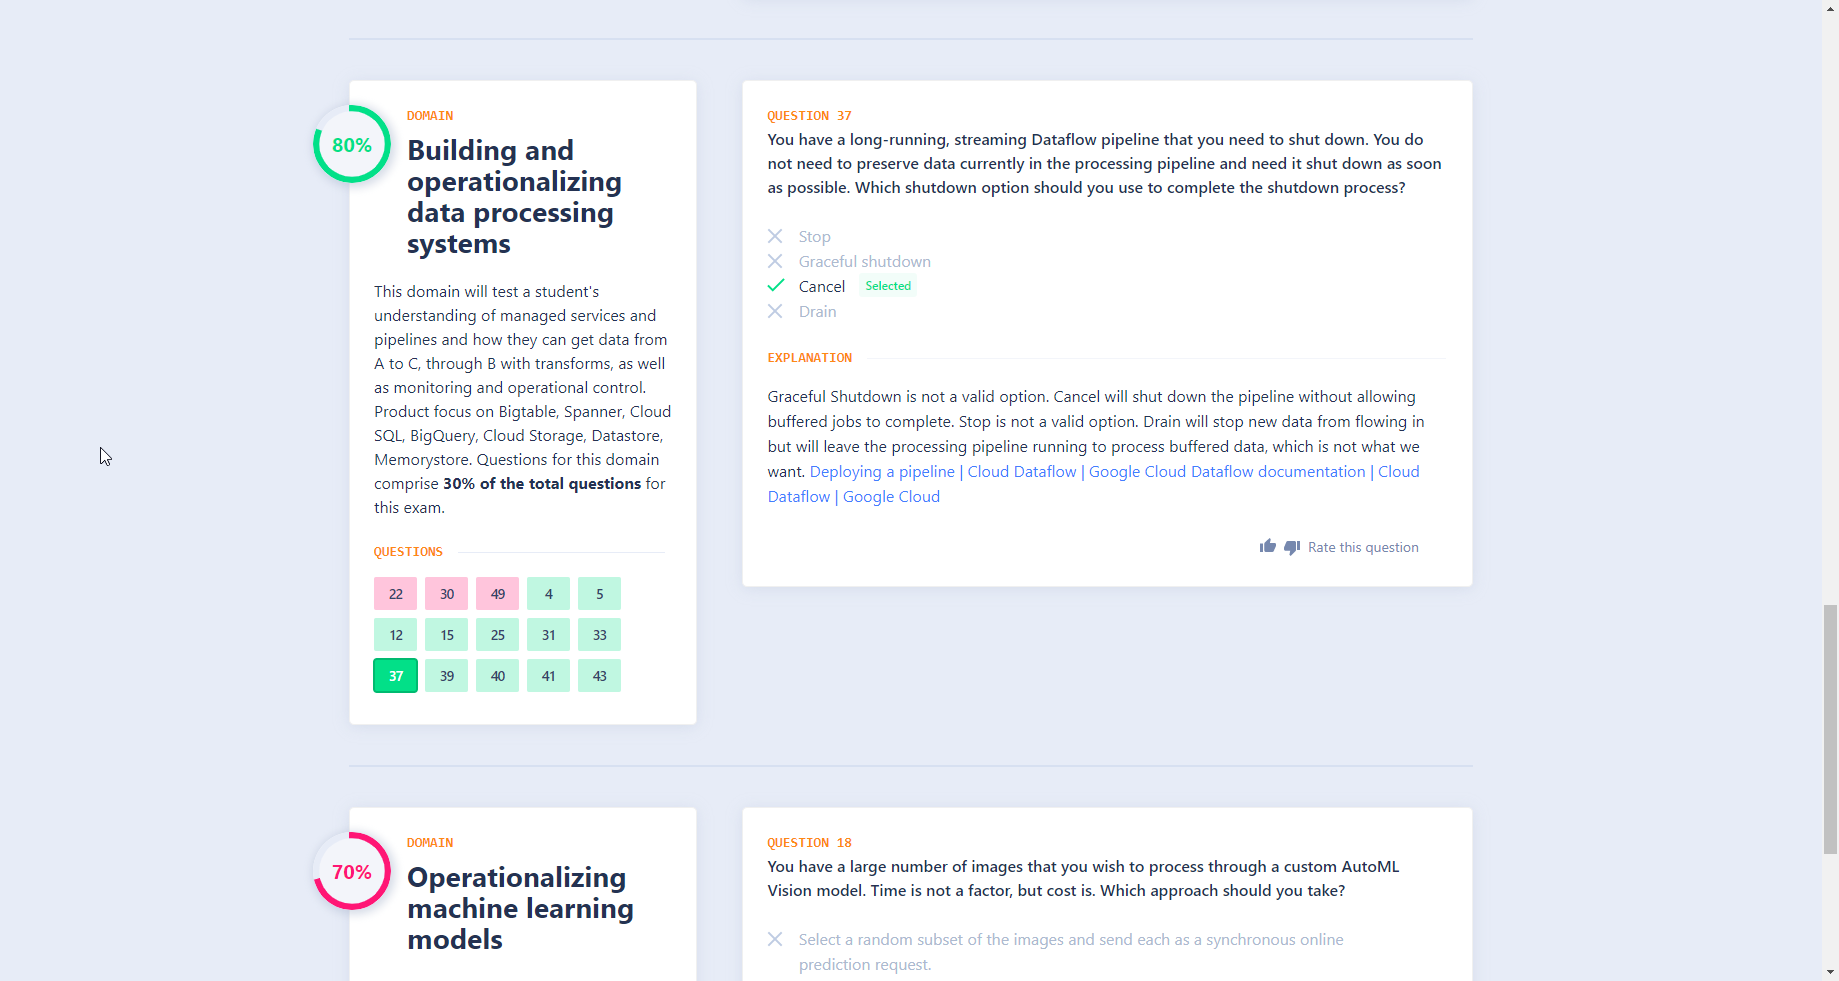 80%
DOMAIN
Building and
operationalizing
data processing
systems
This domain will test a student's
understanding of managed services and
pipelines and how they can get data from
A to C, through B with transforms, as well
as monitoring and operational control.
Product focus on Bigtable, Spanner, Cloud
SQL, BigQuery, Cloud Storage, Datastore,
Memorystore. Questions for this domain
comprise 30% of the total questions for
this exam.
QUESTIONS
22 30 49 4 5
12 15 25 31 33
37 39 40 41 43
QUESTION 37
You have a long-running, streaming Dataflow pipeline that you need to shut down. You do
not need to preserve data currently in the processing pipeline and need it shut down as soon
as possible. Which shutdown option should you use to complete the shutdown process?
Stop
Graceful shutdown
Cancel Selected
Drain
EXPLANATION
Graceful Shutdown is not a valid option. Cancel will shut down the pipeline without allowing
buffered jobs to complete. Stop is not a valid option. Drain will stop new data from flowing in
but will leave the processing pipeline running to process buffered data, which is not what we
want. Deploying a pipeline | Cloud Dataflow | Google Cloud Dataflow documentation | Cloud
Dataflow | Google Cloud
Rate this question
70%
DOMAIN
Operationalizing
machine learning
models
QUESTION 18
You have a large number of images that you wish to process through a custom AutoML
Vision model. Time is not a factor, but cost is. Which approach should you take?
Select a random subset of the images and send each as a synchronous online
prediction request.